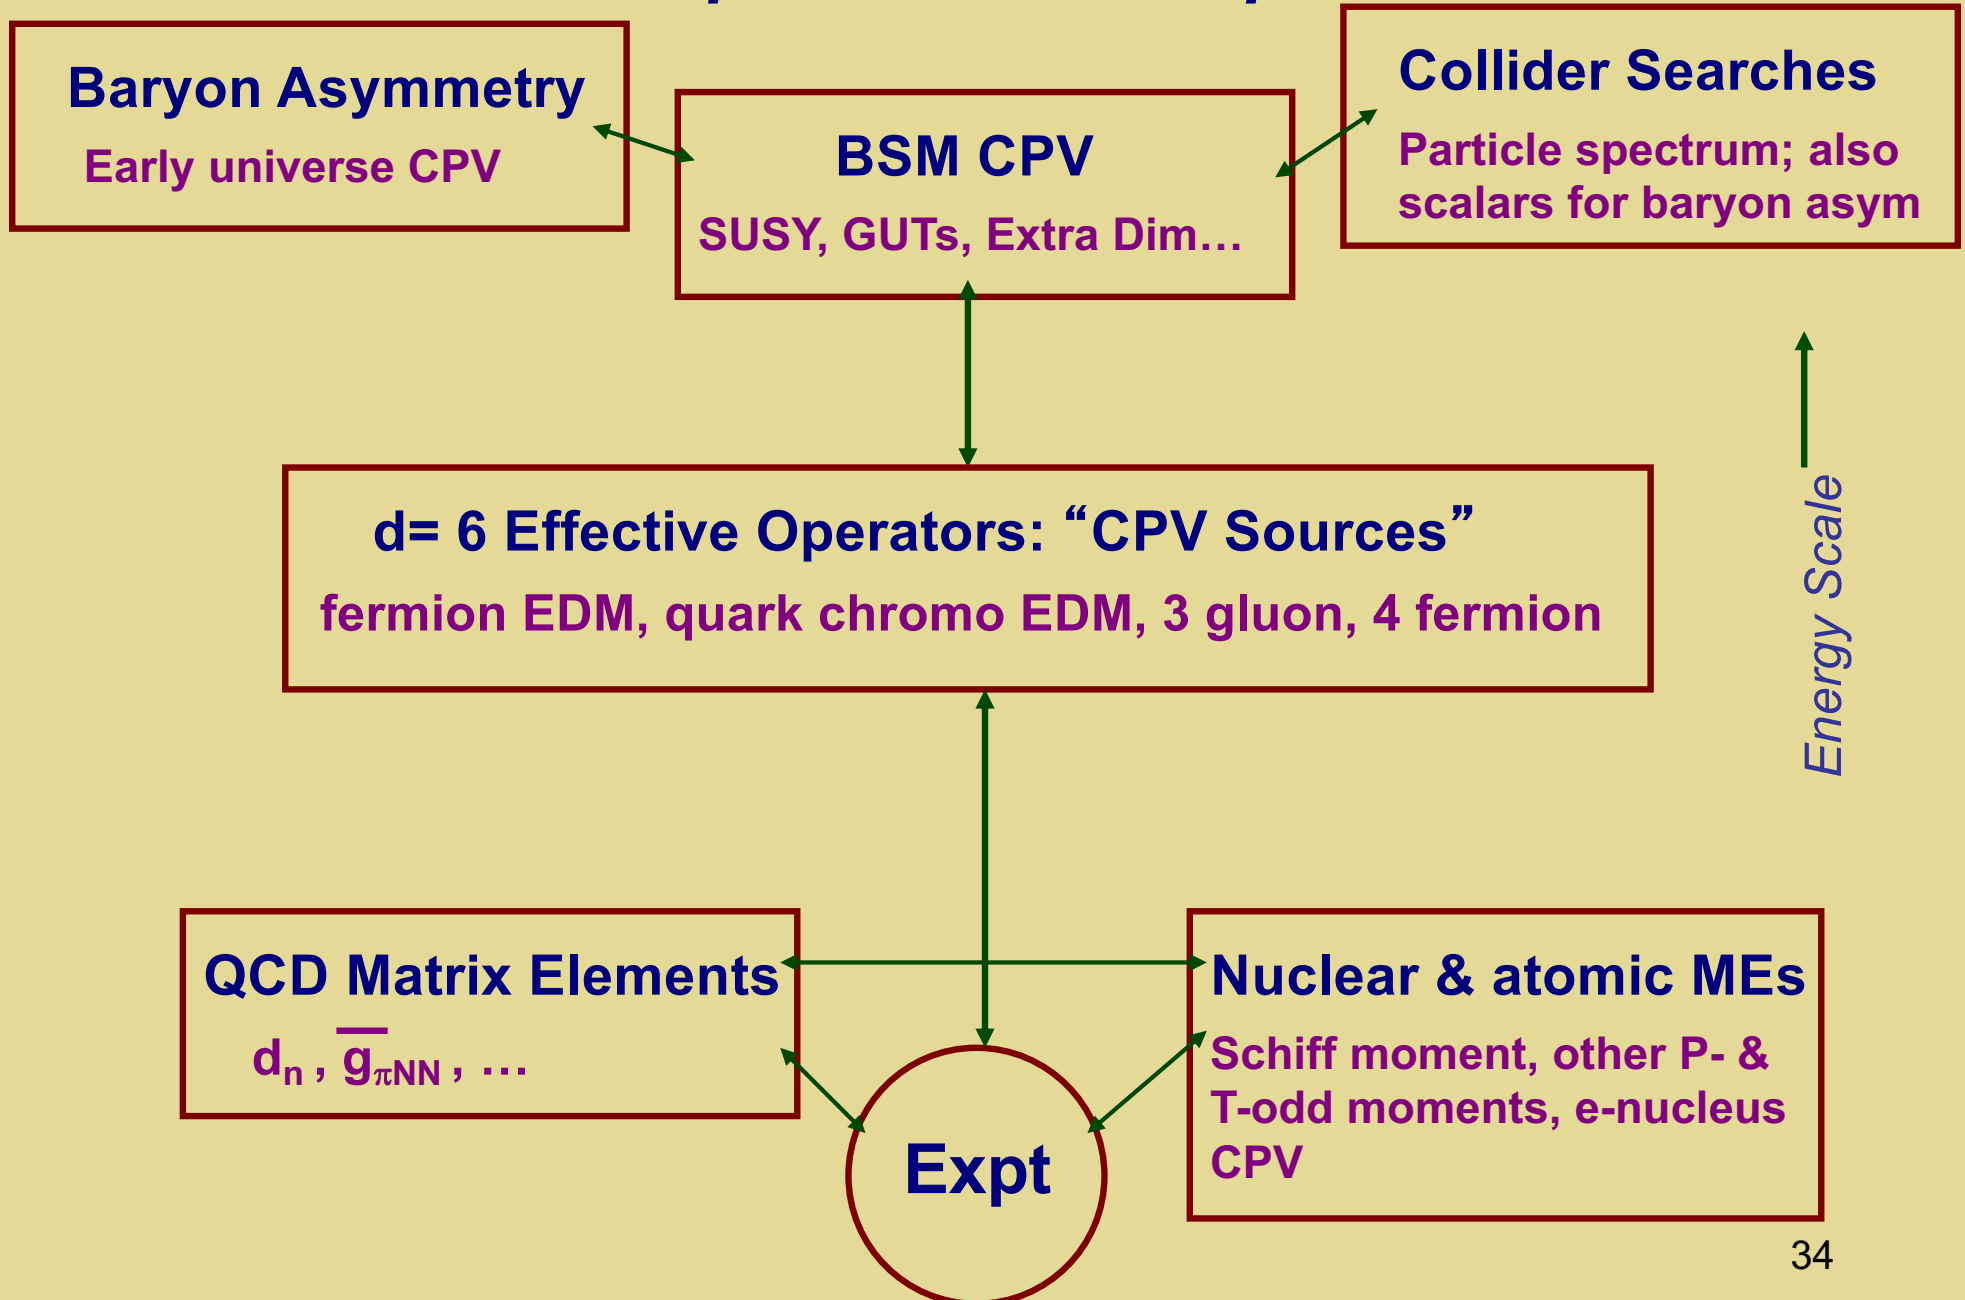 Baryon Asymmetry
Early universe CPV
BSM CPV
SUSY, GUTs, Extra Dim…
Collider Searches
Particle spectrum; also
scalars for baryon asym
d= 6 Effective Operators: “CPV Sources”
fermion EDM, quark chromo EDM, 3 gluon, 4 fermion
Energy Scale
QCD Matrix Elements
dₙ , g̅πNN , …
Nuclear & atomic MEs
Schiff moment, other P- &
T-odd moments, e-nucleus
CPV
Expt
34